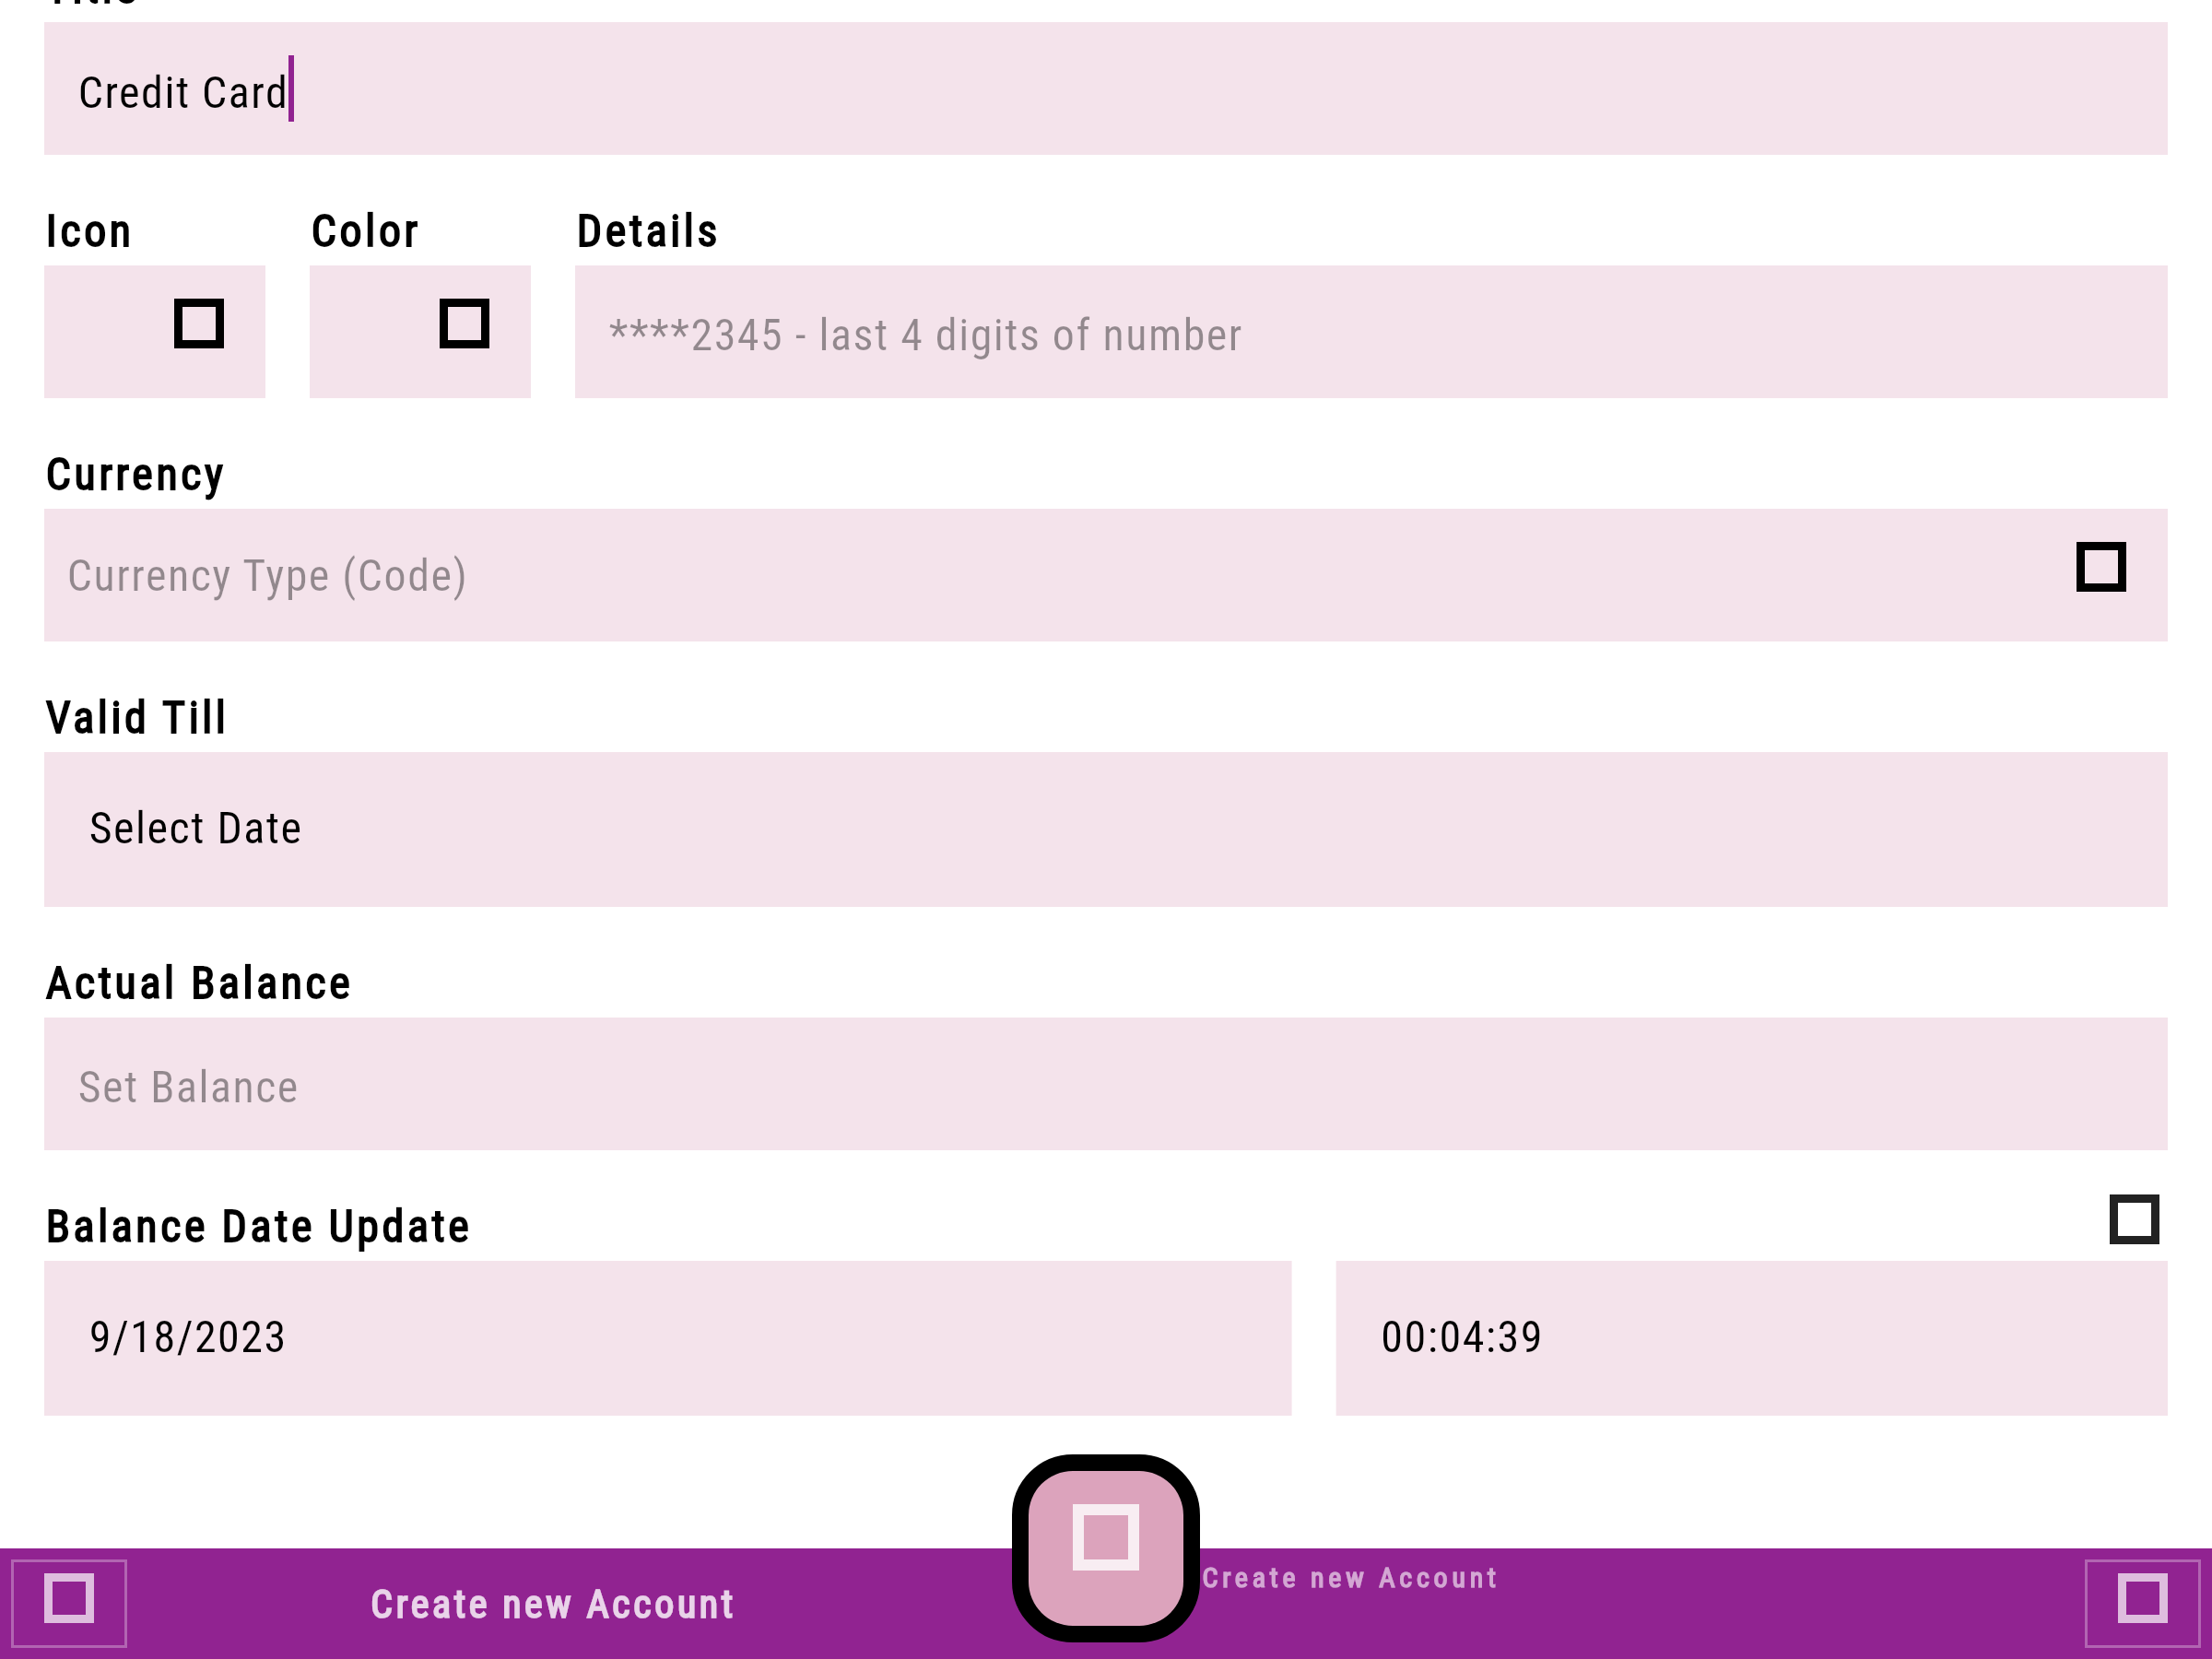 Title
Credit Card
Icon Color Details
****2345 - last 4 digits of number
Currency
Currency Type (Code)
Valid Till
Select Date
Actual Balance
Set Balance
Balance Date Update
9/18/2023 00:04:39
Create new Account
Create new Account